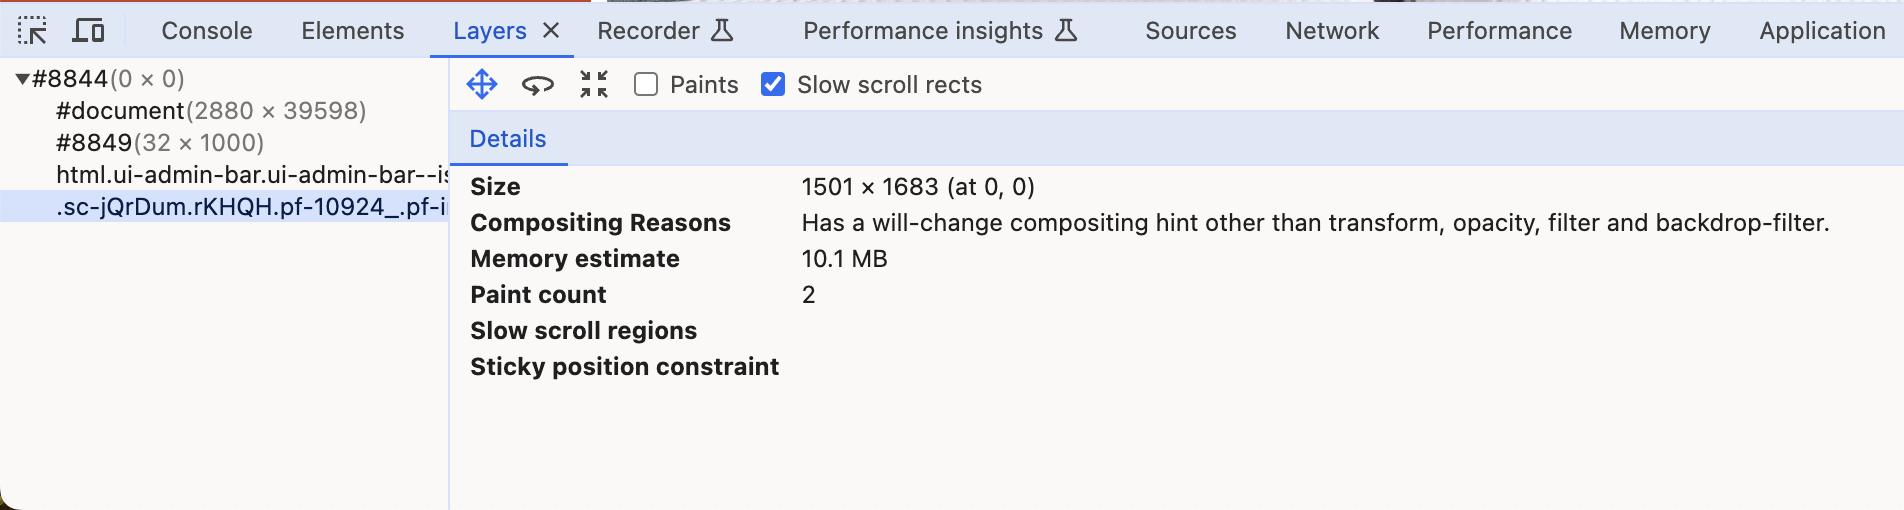 Console Elements Layers Recorder Performance insights Sources Network Performance Memory Application
#8844(0 × 0)
#document(2880 × 39598)
#8849(32 × 1000)
html.ui-admin-bar.ui-admin-bar--is
.sc-jQrDum.rKHQH.pf-10924_.pf-i
Paints Slow scroll rects
Details
Size 1501 × 1683 (at 0, 0)
Compositing Reasons Has a will-change compositing hint other than transform, opacity, filter and backdrop-filter.
Memory estimate 10.1 MB
Paint count 2
Slow scroll regions
Sticky position constraint